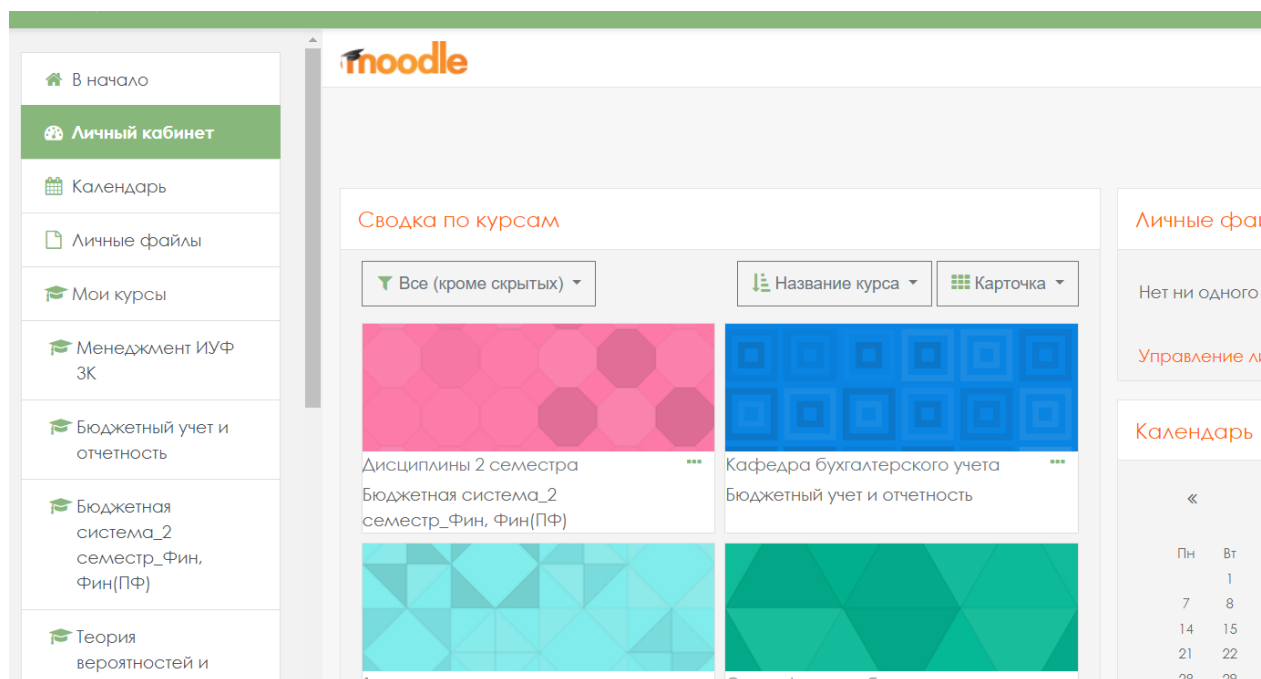 В начало
Личный кабинет
Календарь
Личные файлы
Мои курсы
Менеджмент ИУФ
3К
Бюджетный учет и
отчетность
Бюджетная
система_2
семестр_Фин,
Фин(ПФ)
Теория
вероятностей и
moodle
Сводка по курсам
Все (кроме скрытых)
Название курса
Карточка
Дисциплины 2 семестра
Бюджетная система_2
семестр_Фин, Фин(ПФ)
Кафедра бухгалтерского учета
Бюджетный учет и отчетность
Личные
Нет ни одного
Управление
Календарь
«
Пн Вт
1
7 8
14 15
21 22